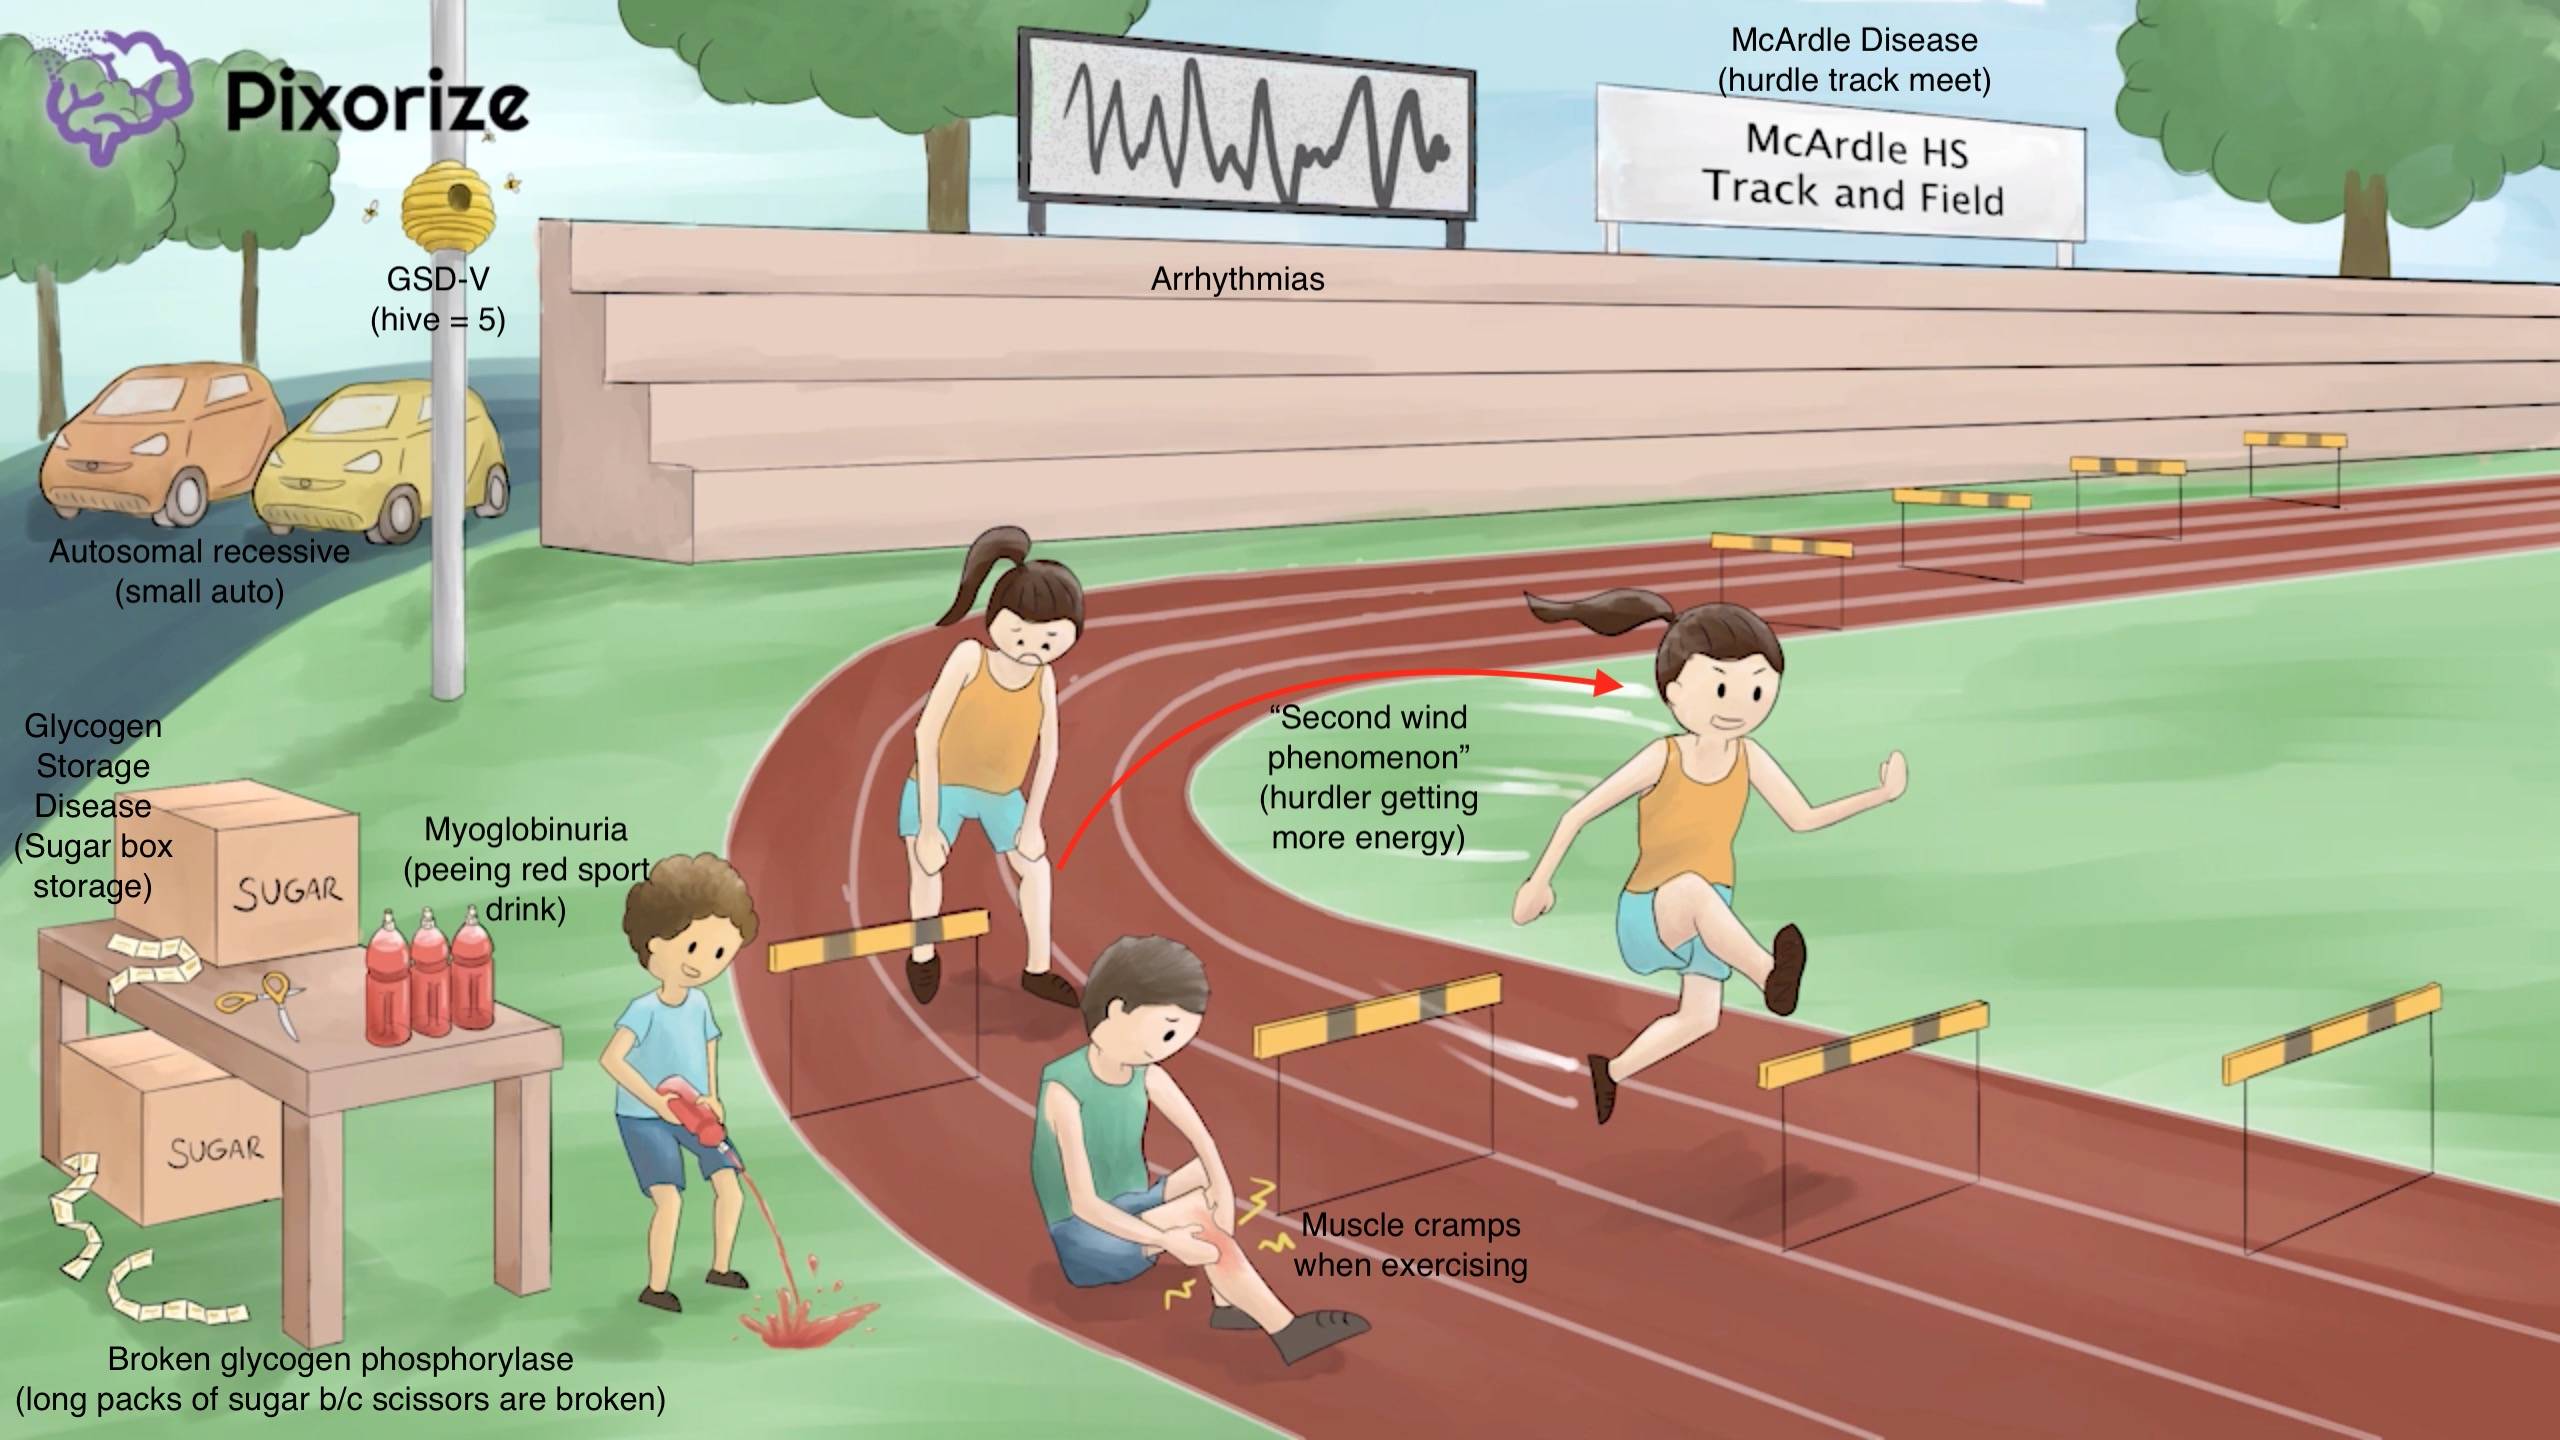 Pixorize
McArdle Disease
(hurdle track meet)
McArdle HS
Track and Field
GSD-V
(hive = 5)
Arrhythmias
Autosomal recessive
(small auto)
Glycogen
Storage
Disease
(Sugar box
storage)
SUGAR
Myoglobinuria
(peeing red sport
drink)
“Second wind
phenomenon”
(hurdler getting
more energy)
SUGAR
Muscle cramps
when exercising
Broken glycogen phosphorylase
(long packs of sugar b/c scissors are broken)